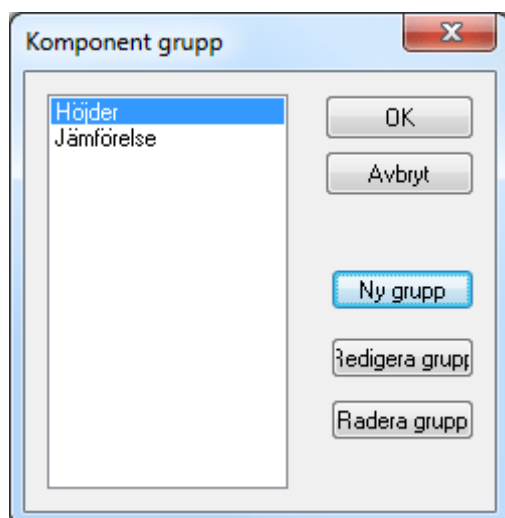 Komponent grupp
Höjder
Jämförelse
OK
Avbryt
Ny grupp
Redigera grupp
Radera grupp